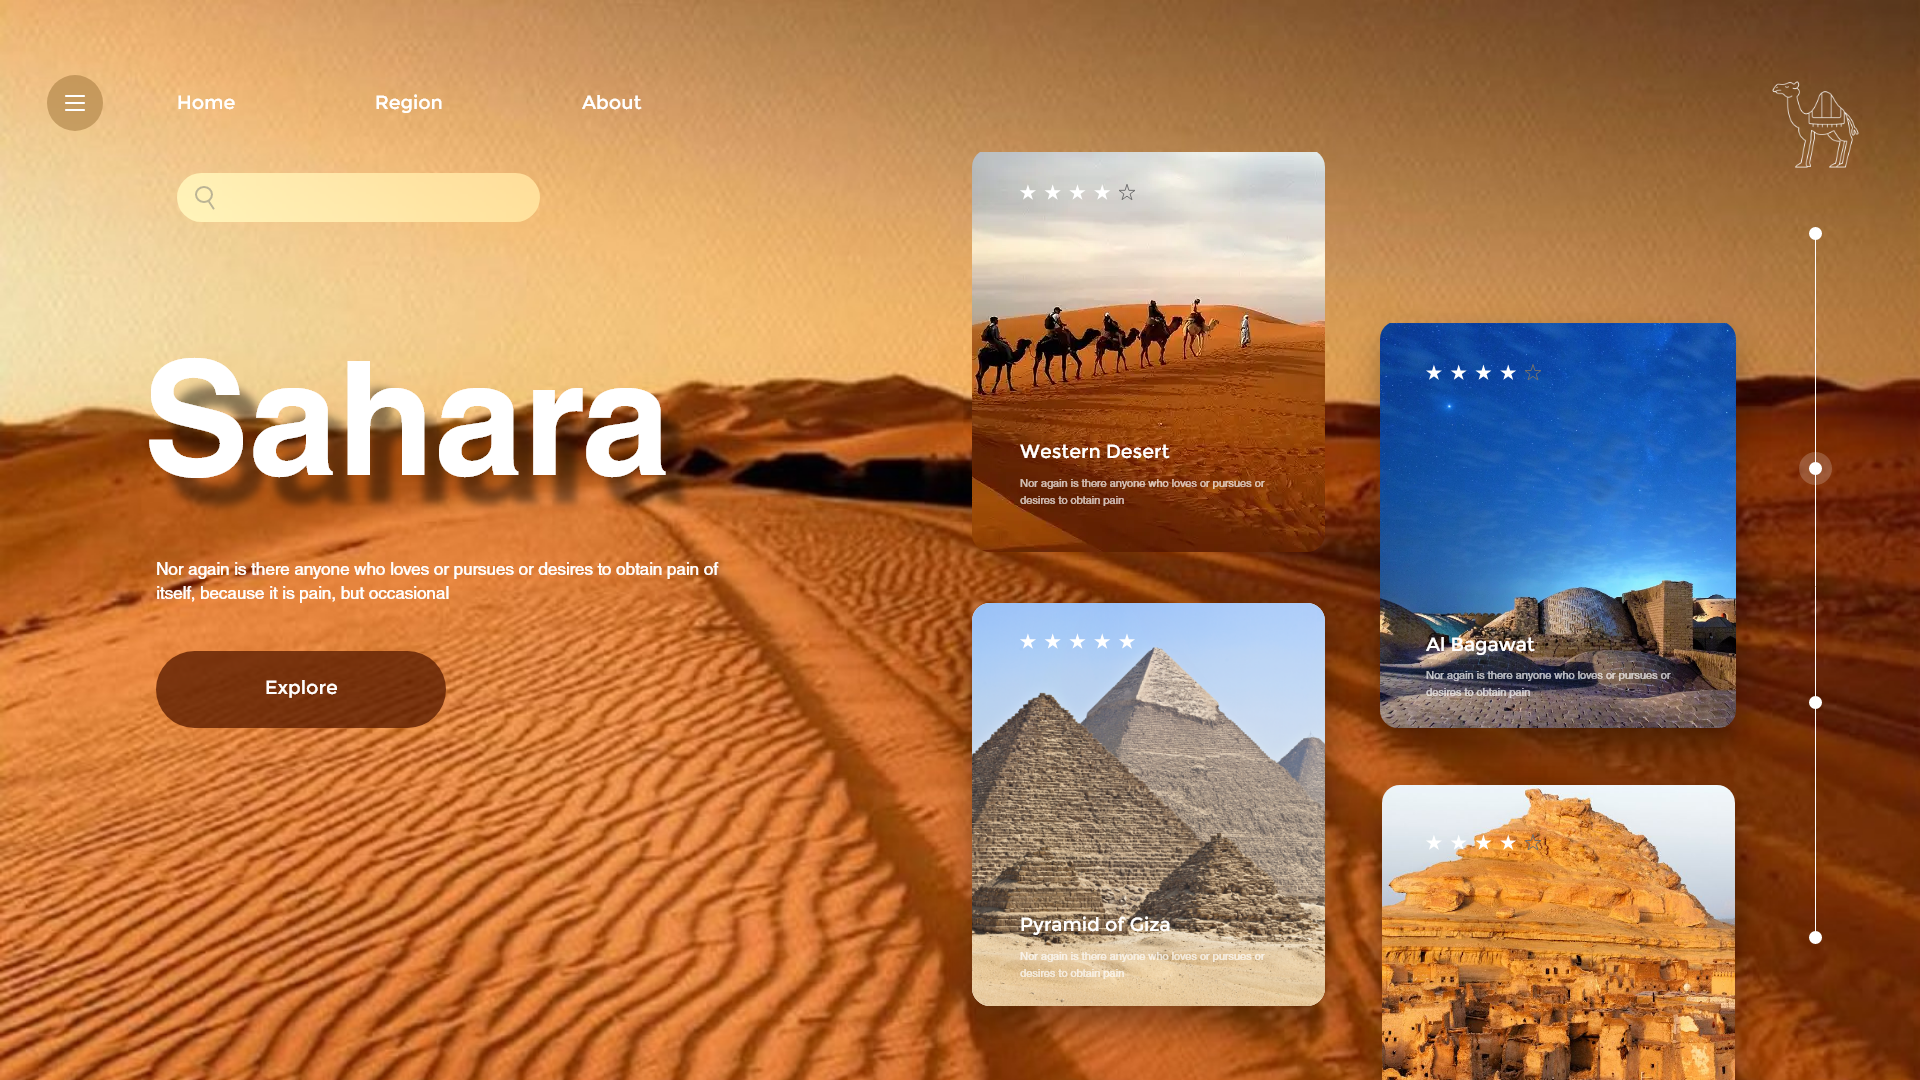 Home
Region
About
Sahara
Nor again is there anyone who loves or pursues or desires to obtain pain of
itself, because it is pain, but occasional
Explore
Western Desert
Nor again is there anyone who loves or pursues or
desires to obtain pain
Al Bagawat
Nor again is there anyone who loves or pursues or
desires to obtain pain
Pyramid of Giza
Nor again is there anyone who loves or pursues or
desires to obtain pain